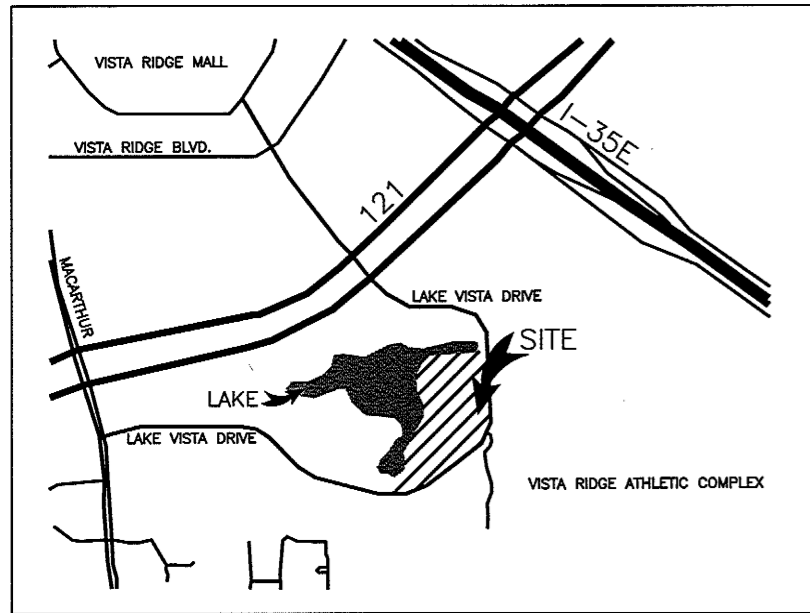 VISTA RIDGE MALL
I-35E
VISTA RIDGE BLVD.
121
MACARTHUR
LAKE VISTA DRIVE
SITE
LAKE
LAKE VISTA DRIVE
VISTA RIDGE ATHLETIC COMPLEX